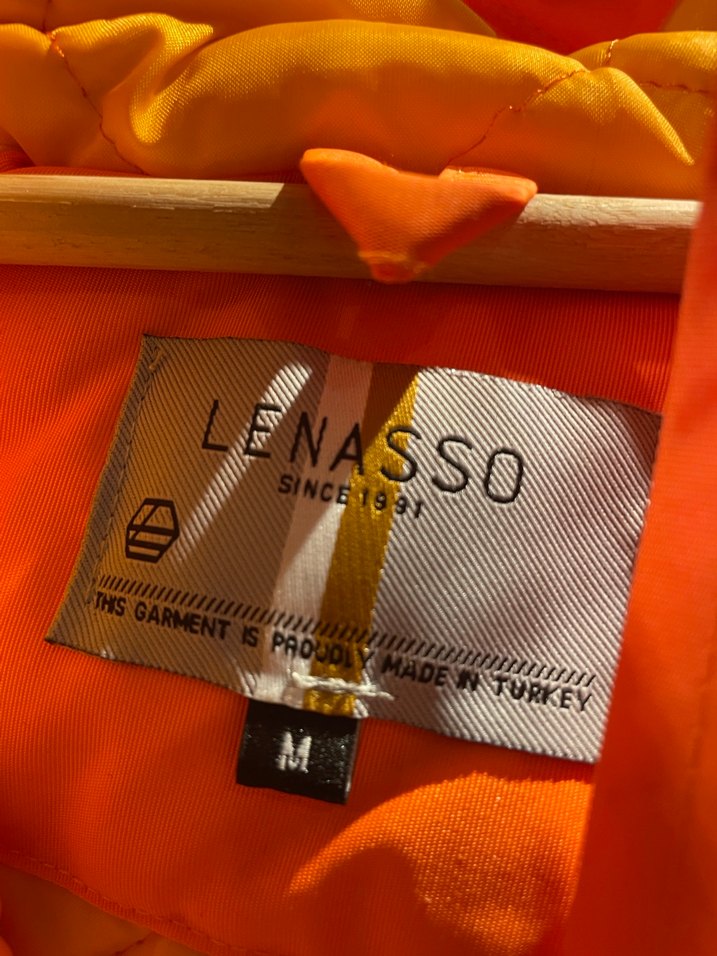 LENASSO
SINCE 1991
THIS GARMENT IS PROUDLY MADE IN TURKEY
M